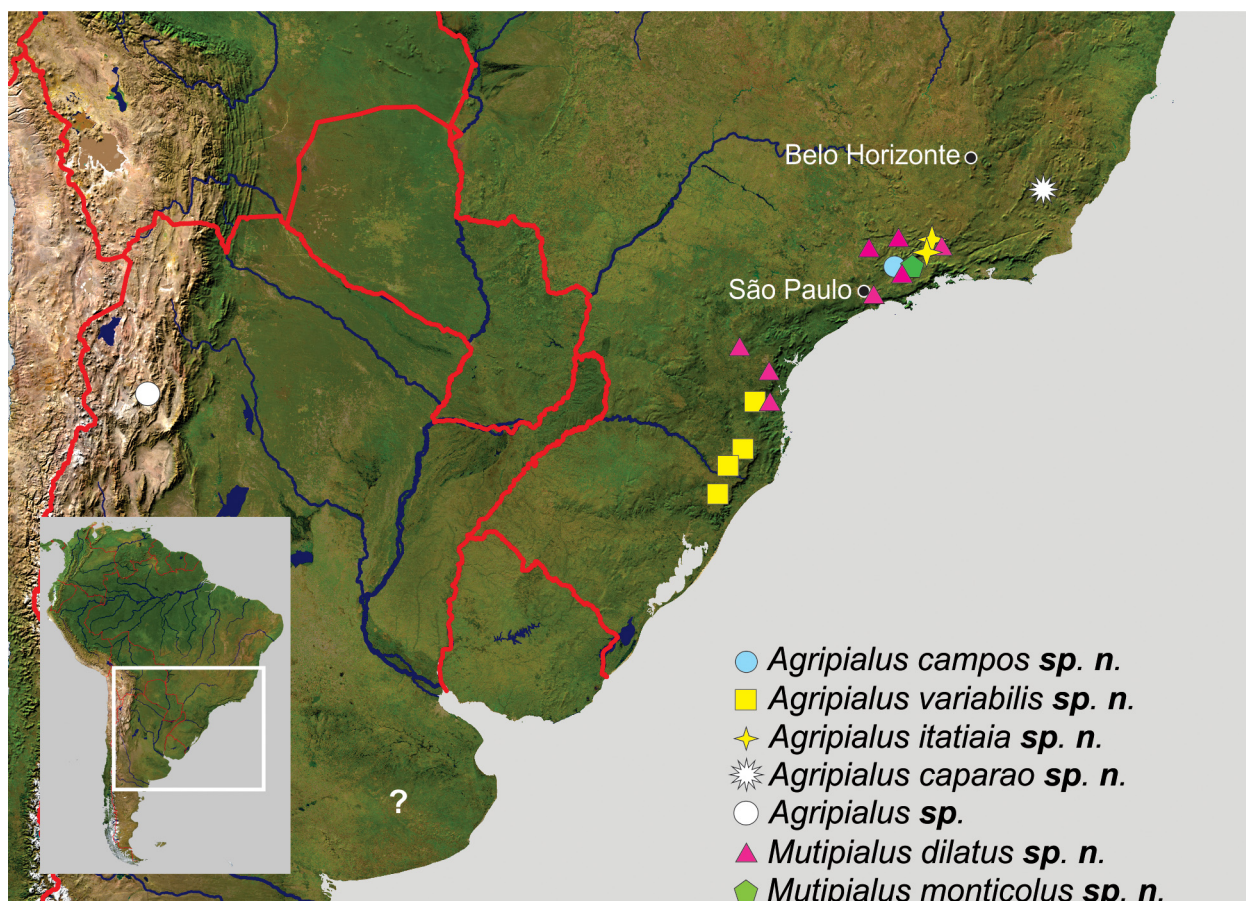 Belo Horizonte
São Paulo
?
Agripialus campos sp. n.
Agripialus variabilis sp. n.
Agripialus itatiaia sp. n.
Agripialus caparao sp. n.
Agripialus sp.
Mutipialus dilatus sp. n.
Mutipialus monticolus sp. n.